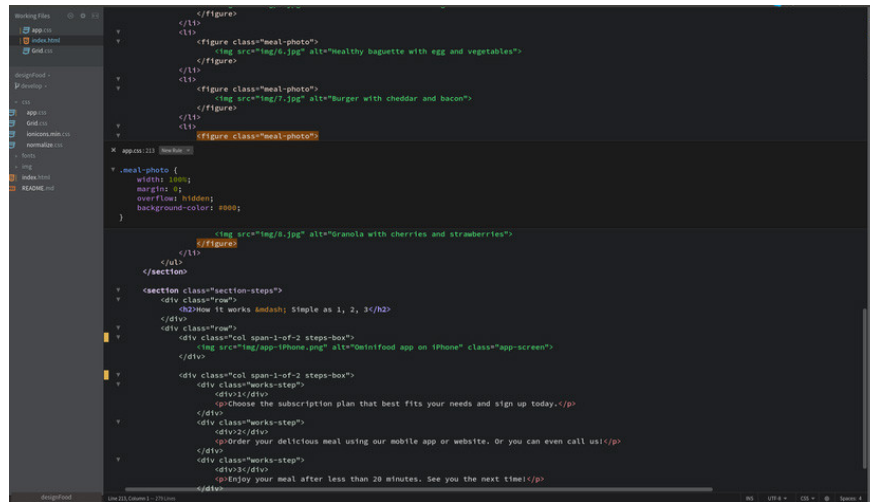 Working Files
app.css
index.html
Grid.css
designFood
develop
css
app.css
Grid.css
ionicons.min.css
normalize.css
fonts
img
index.html
README.md
</figure>
</li>
<li>
<figure class="meal-photo">
<img src="img/6.jpg" alt="Healthy baguette with egg and vegetables">
</figure>
</li>
<li>
<figure class="meal-photo">
<img src="img/7.jpg" alt="Burger with cheddar and bacon">
</figure>
</li>
<li>
<figure class="meal-photo">
× app.css : 213 New Rule
.meal-photo {
width: 100%;
margin: 0;
overflow: hidden;
background-color: #000;
}
<img src="img/8.jpg" alt="Granola with cherries and strawberries">
</figure>
</li>
</ul>
</section>
<section class="section-steps">
<div class="row">
<h2>How it works &mdash; Simple as 1, 2, 3</h2>
</div>
<div class="row">
<div class="col span-1-of-2 steps-box">
<img src="img/app-iPhone.png" alt="Ominifood app on iPhone" class="app-screen">
</div>
<div class="col span-1-of-2 steps-box">
<div class="works-step">
<div>1</div>
<p>Choose the subscription plan that best fits your needs and sign up today.</p>
</div>
<div class="works-step">
<div>2</div>
<p>Order your delicious meal using our mobile app or website. Or you can even call us!</p>
</div>
<div class="works-step">
<div>3</div>
<p>Enjoy your meal after less than 20 minutes. See you the next time!</p>
</div>
designFood
Line 213, Column 1 — 279 Lines
INS UTF-8 CSS Spaces: 4